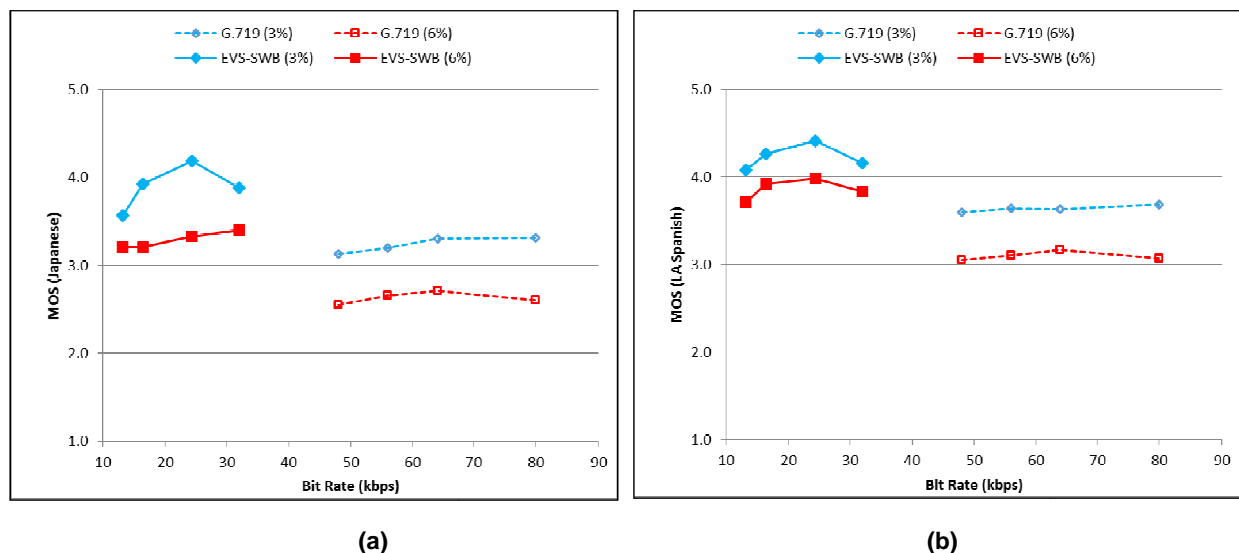 G.719 (3%) G.719 (6%)
EVS-SWB (3%) EVS-SWB (6%)
5.0
4.0
3.0
2.0
1.0
MOS (Japanese)
10 20 30 40 50 60 70 80 90
Bit Rate (kbps)
(a)
G.719 (3%) G.719 (6%)
EVS-SWB (3%) EVS-SWB (6%)
5.0
4.0
3.0
2.0
1.0
MOS (LA Spanish)
10 20 30 40 50 60 70 80 90
Bit Rate (kbps)
(b)